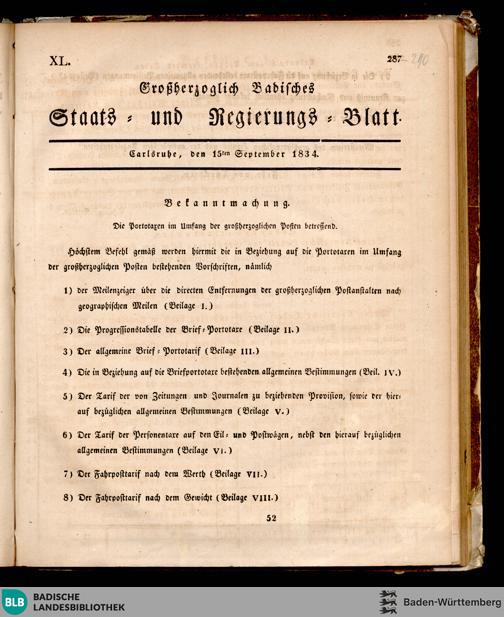 XL.
287
240
Großherzoglich Badisches
Staats- und Regierungs-Blatt.
Carlsruhe, den 15ten September 1834.
Bekanntmachung.
Die Portotaxen im Umfang der großherzoglichen Posten betreffend.
Höchstem Befehl gemäß werden hiermit die in Beziehung auf die Portotaxen im Umfang
der großherzoglichen Posten bestehenden Vorschriften, nämlich
1) der Meilenzeiger über die directen Entfernungen der großherzoglichen Postanstalten nach
geographischen Meilen (Beilage I.)
2) Die Progressionstabelle der Brief-Portotaxe (Beilage II.)
3) Der allgemeine Brief-Portotarif (Beilage III.)
4) Die in Beziehung auf die Briefportotaxe bestehenden allgemeinen Bestimmungen (Beil. IV.)
5) Der Tarif der von Zeitungen und Journalen zu beziehenden Provision, sowie der hier-
auf bezüglichen allgemeinen Bestimmungen (Beilage V.)
6) Der Tarif der Personentaxe auf den Eil- und Postwägen, nebst den hierauf bezüglichen
allgemeinen Bestimmungen (Beilage VI.)
7) Der Fahrposttarif nach dem Werth (Beilage VII.)
8) Der Fahrposttarif nach dem Gewicht (Beilage VIII.)
52
BLB BADISCHE
LANDESBIBLIOTHEK
Baden-Württemberg